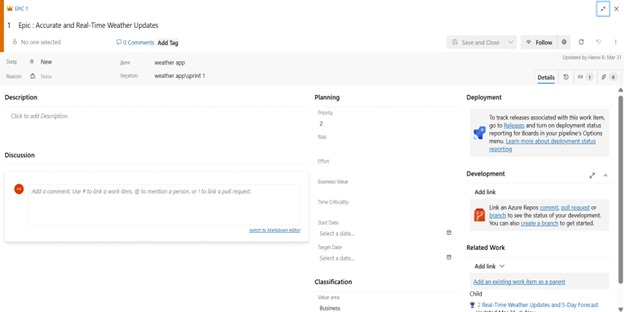 EPIC 1
1 Epic : Accurate and Real-Time Weather Updates
No one selected
0 Comments Add Tag
Save and Close
Follow
Updated by Harini K: Mar 31
State New
Area weather app
Reason New
Iteration weather app\sprint 1
Details
1
0
Description
Click to add Description.
Discussion
Add a comment. Use # to link a work item, @ to mention a person, or ! to link a pull request.
switch to Markdown editor
Planning
Priority
2
Risk
Effort
Business Value
Time Criticality
Start Date
Select a date...
Target Date
Select a date...
Classification
Value area
Business
Deployment
To track releases associated with this work item,
go to Releases and turn on deployment status
reporting for Boards in your pipeline's Options
menu. Learn more about deployment status
reporting
Development
Add link
Link an Azure Repos commit, pull request or
branch to see the status of your development.
You can also create a branch to get started.
Related Work
Add link
Add an existing work item as a parent
Child
2 Real-Time Weather Updates and 5-Day Forecast